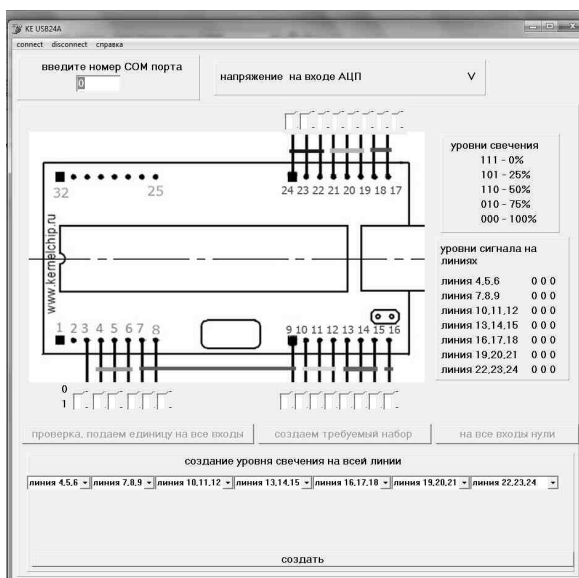 KE USB24A
connect disconnect справка
введите номер COM порта
0
напряжение на входе АЦП V
уровни свечения
111 - 0%
101 - 25%
110 - 50%
010 - 75%
000 - 100%
32 25
24 23 22 21 20 19 18 17
www.kernelchip.ru
1 2 3 4 5 6 7 8
9 10 11 12 13 14 15 16
уровни сигнала на
линиях
линия 4,5,6 0 0 0
линия 7,8,9 0 0 0
линия 10,11,12 0 0 0
линия 13,14,15 0 0 0
линия 16,17,18 0 0 0
линия 19,20,21 0 0 0
линия 22,23,24 0 0 0
0
1
проверка, подаем единицу на все входы
создаем требуемый набор
на все входы нули
создание уровня свечения на всей линии
линия 4,5,6 линия 7,8,9 линия 10,11,12 линия 13,14,15 линия 16,17,18 линия 19,20,21 линия 22,23,24
создать